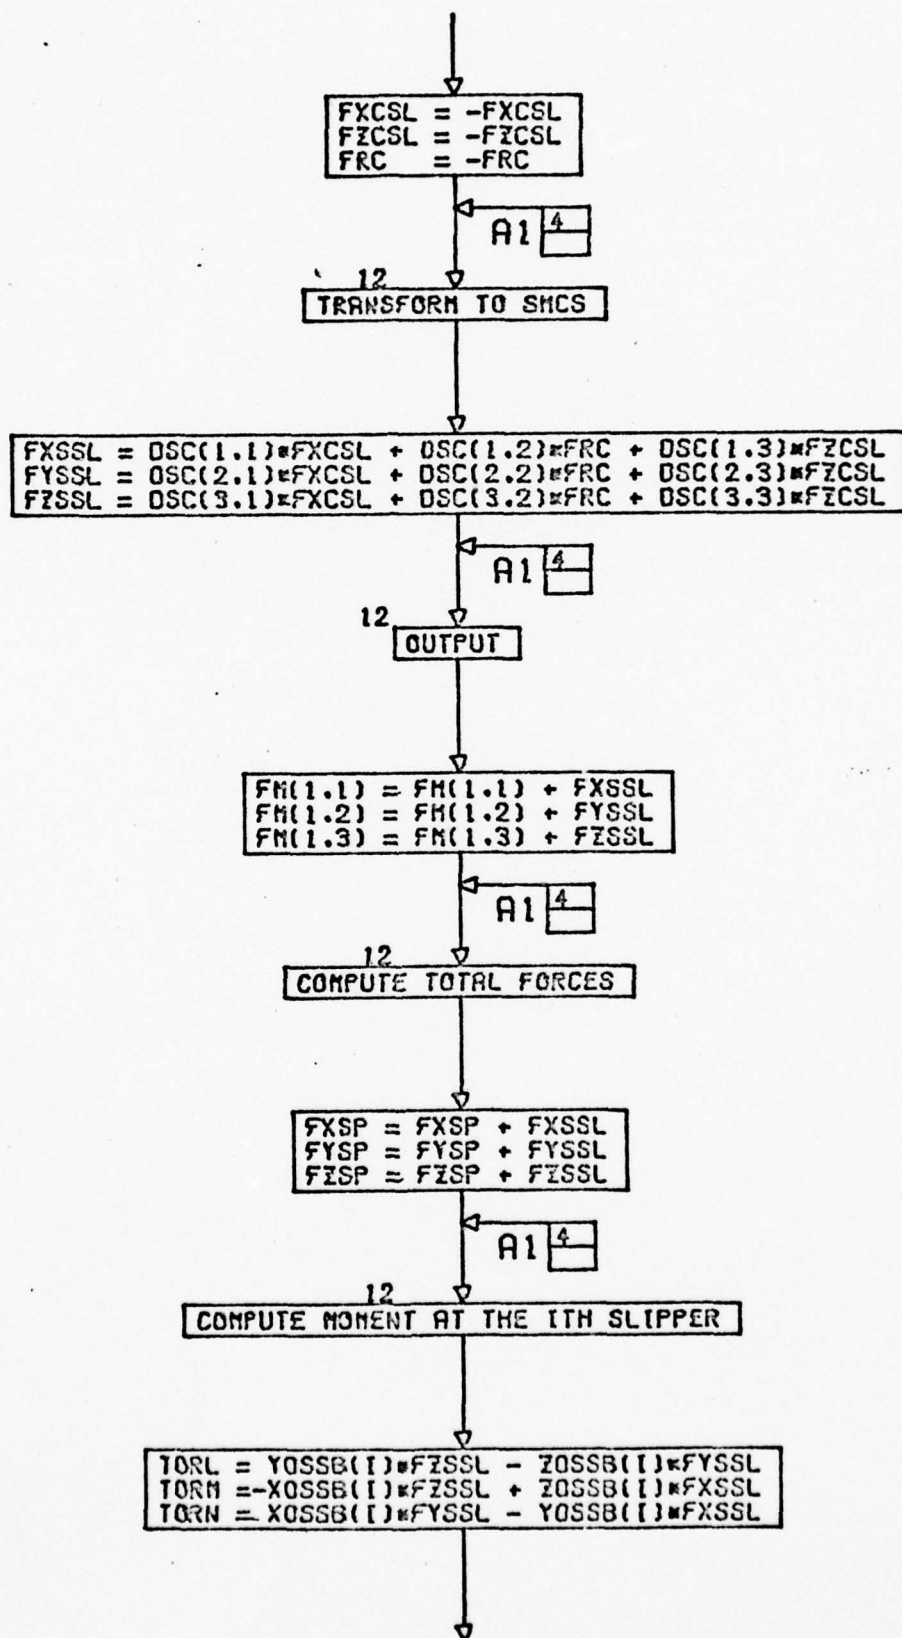 FXCSL = -FXCSL
FZCSL = -FZCSL
FRC = -FRC
A1 4
12
TRANSFORM TO SMCS
FXSSL = DSC(1.1)*FXCSL + DSC(1.2)*FRC + DSC(1.3)*FZCSL
FYSSL = DSC(2.1)*FXCSL + DSC(2.2)*FRC + DSC(2.3)*FZCSL
FZSSL = DSC(3.1)*FXCSL + DSC(3.2)*FRC + DSC(3.3)*FZCSL
A1 4
12
OUTPUT
FM(1.1) = FM(1.1) + FXSSL
FM(1.2) = FM(1.2) + FYSSL
FM(1.3) = FM(1.3) + FZSSL
A1 4
12
COMPUTE TOTAL FORCES
FXSP = FXSP + FXSSL
FYSP = FYSP + FYSSL
FZSP = FZSP + FZSSL
A1 4
12
COMPUTE MOMENT AT THE ITH SLIPPER
TORL = YOSSB(I)*FZSSL - ZOSSB(I)*FYSSL
TORM =-XOSSB(I)*FZSSL + ZOSSB(I)*FXSSL
TORN = XOSSB(I)*FYSSL - YOSSB(I)*FXSSL